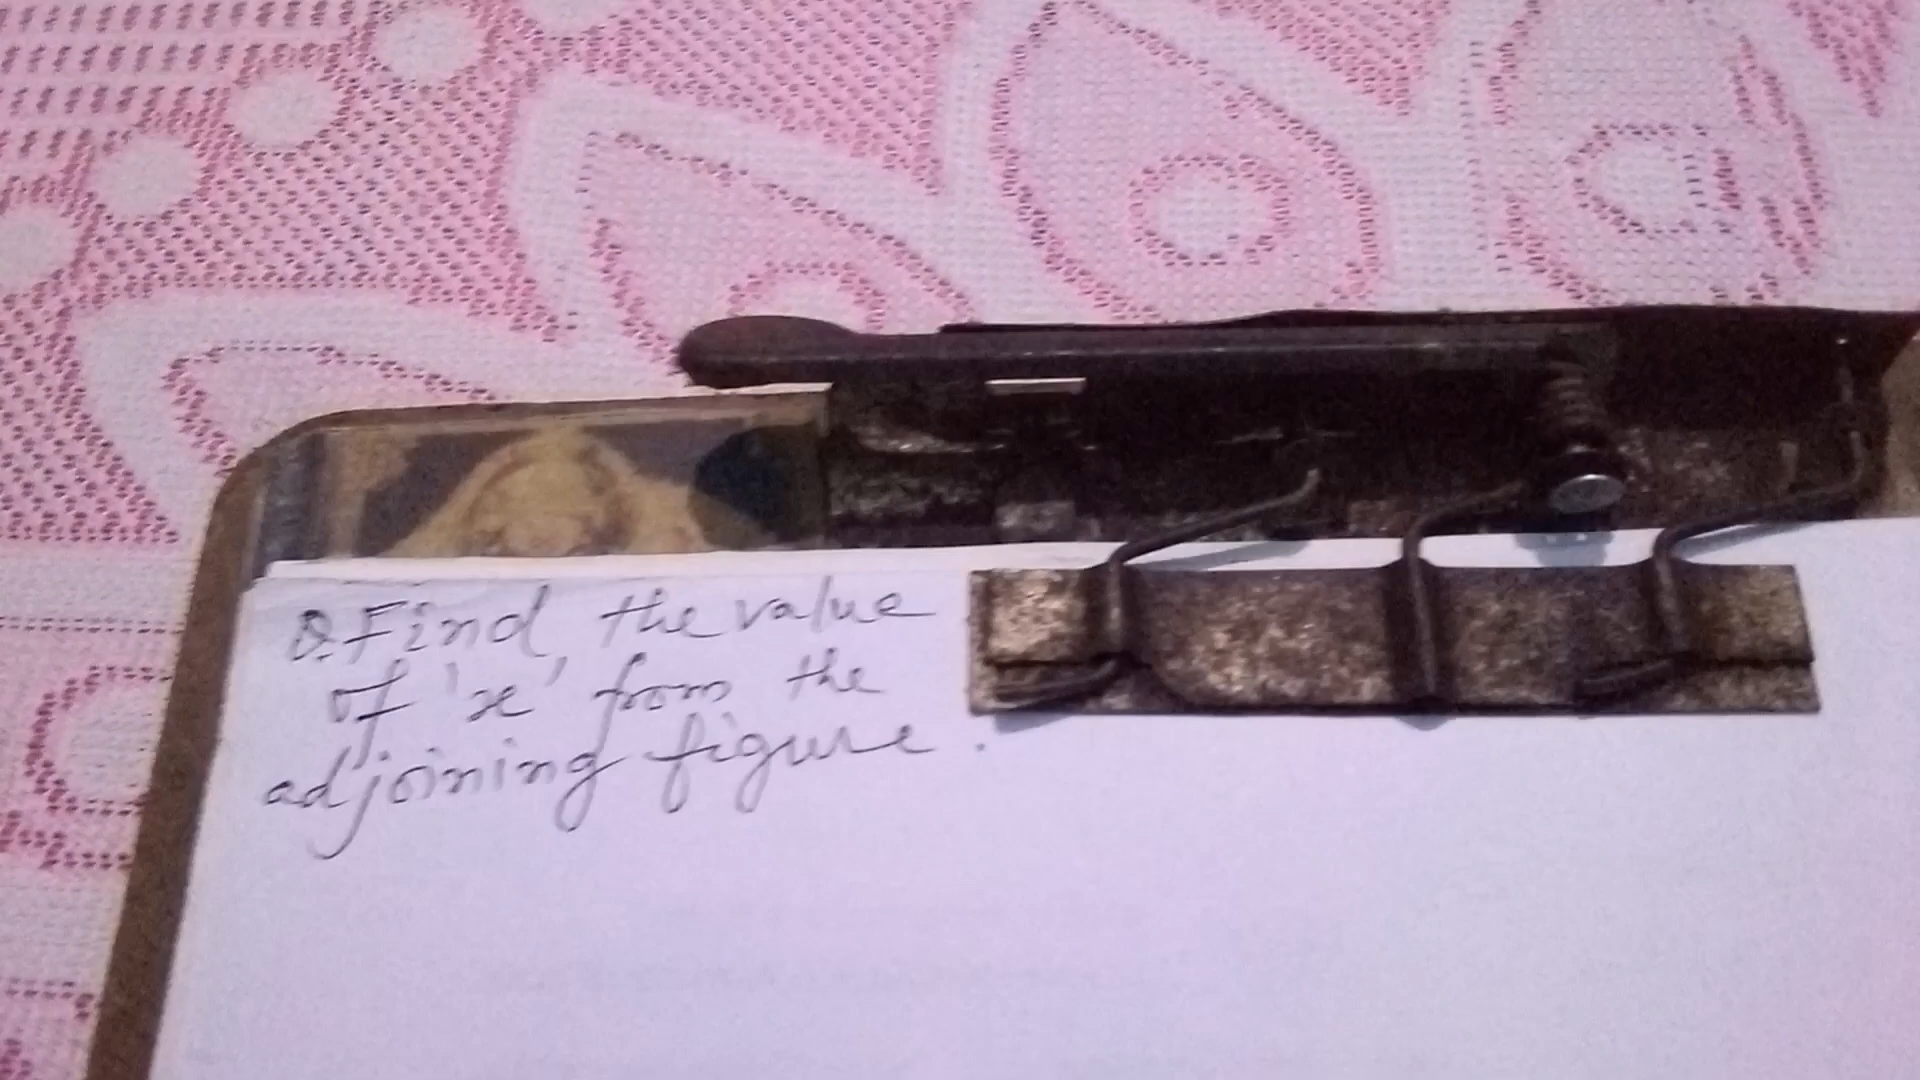 Q. Find the value
of 'x' from the
adjoining figure.